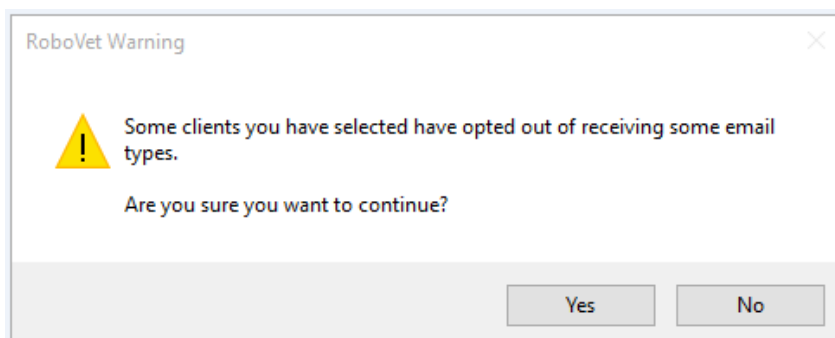 RoboVet Warning
Some clients you have selected have opted out of receiving some email
types.
Are you sure you want to continue?
Yes
No